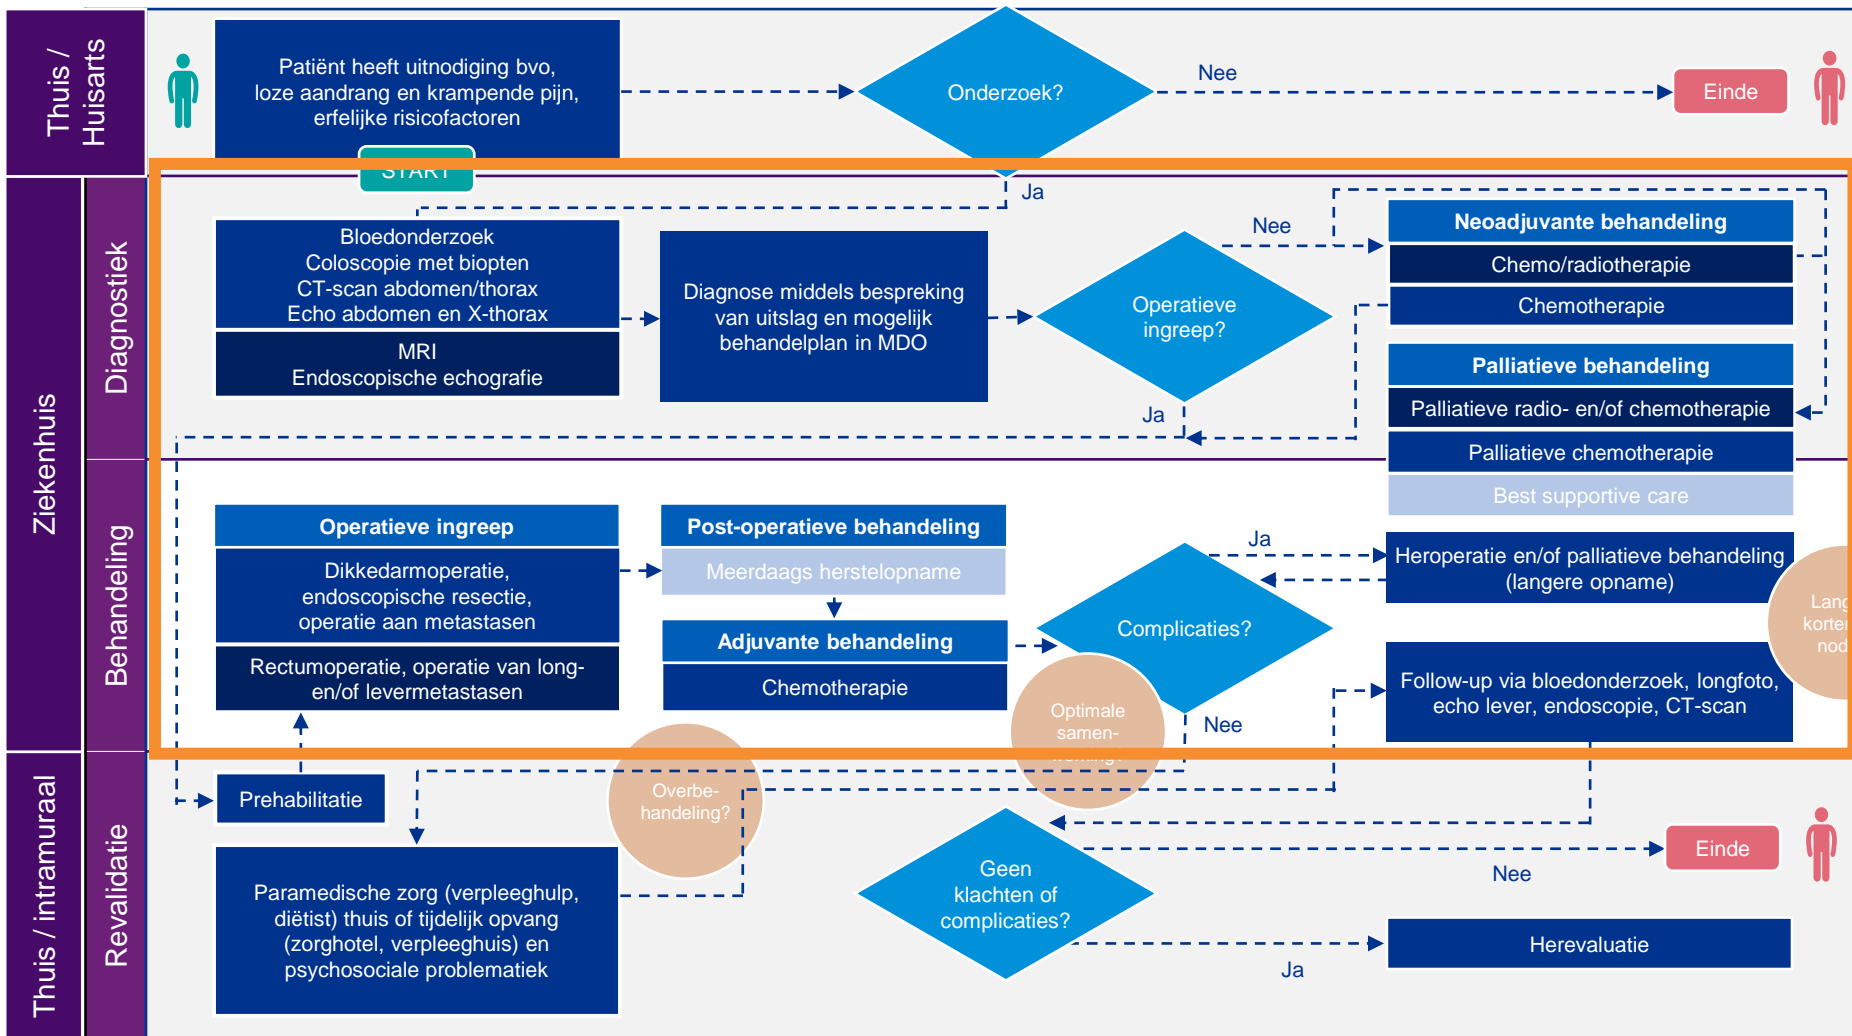 Thuis /
Huisarts
Patiënt heeft uitnodiging bvo,
loze aandrang en krampende pijn,
erfelijke risicofactoren
START
Onderzoek?
Nee
Einde
Ja
Ziekenhuis
Diagnostiek
Bloedonderzoek
Coloscopie met biopten
CT-scan abdomen/thorax
Echo abdomen en X-thorax
MRI
Endoscopische echografie
Diagnose middels bespreking
van uitslag en mogelijk
behandelplan in MDO
Operatieve
ingreep?
Nee
Ja
Neoadjuvante behandeling
Chemo/radiotherapie
Chemotherapie
Palliatieve behandeling
Palliatieve radio- en/of chemotherapie
Palliatieve chemotherapie
Best supportive care
Behandeling
Operatieve ingreep
Dikkedarmoperatie,
endoscopische resectie,
operatie aan metastasen
Rectumoperatie, operatie van long-
en/of levermetastasen
Post-operatieve behandeling
Meerdaags herstelopname
Adjuvante behandeling
Chemotherapie
Complicaties?
Ja
Nee
Heroperatie en/of palliatieve behandeling
(langere opname)
Follow-up via bloedonderzoek, longfoto,
echo lever, endoscopie, CT-scan
Optimale
samen-
werking?
Overbe-
handeling?
Thuis / intramuraal
Revalidatie
Prehabilitatie
Paramedische zorg (verpleeghulp,
diëtist) thuis of tijdelijk opvang
(zorghotel, verpleeghuis) en
psychosociale problematiek
Geen
klachten of
complicaties?
Nee
Einde
Ja
Herevaluatie